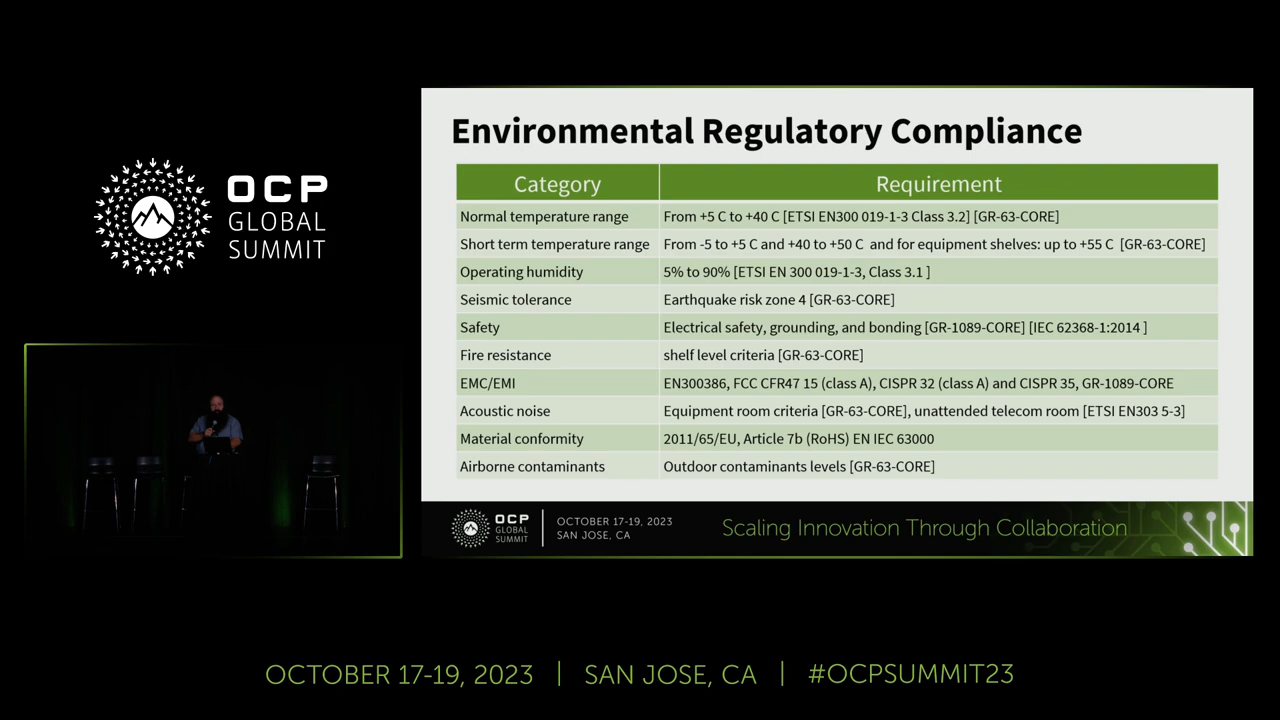 OCP
GLOBAL
SUMMIT
Environmental Regulatory Compliance
Category Requirement
Normal temperature range From +5 C to +40 C [ETSI EN300 019-1-3 Class 3.2] [GR-63-CORE]
Short term temperature range From -5 to +5 C and +40 to +50 C and for equipment shelves: up to +55 C [GR-63-CORE]
Operating humidity 5% to 90% [ETSI EN 300 019-1-3, Class 3.1 ]
Seismic tolerance Earthquake risk zone 4 [GR-63-CORE]
Safety Electrical safety, grounding, and bonding [GR-1089-CORE] [IEC 62368-1:2014 ]
Fire resistance shelf level criteria [GR-63-CORE]
EMC/EMI EN300386, FCC CFR47 15 (class A), CISPR 32 (class A) and CISPR 35, GR-1089-CORE
Acoustic noise Equipment room criteria [GR-63-CORE], unattended telecom room [ETSI EN303 5-3]
Material conformity 2011/65/EU, Article 7b (RoHS) EN IEC 63000
Airborne contaminants Outdoor contaminants levels [GR-63-CORE]
OCP
GLOBAL
SUMMIT
OCTOBER 17-19, 2023
SAN JOSE, CA
Scaling Innovation Through Collaboration
OCTOBER 17-19, 2023 | SAN JOSE, CA | #OCPSUMMIT23